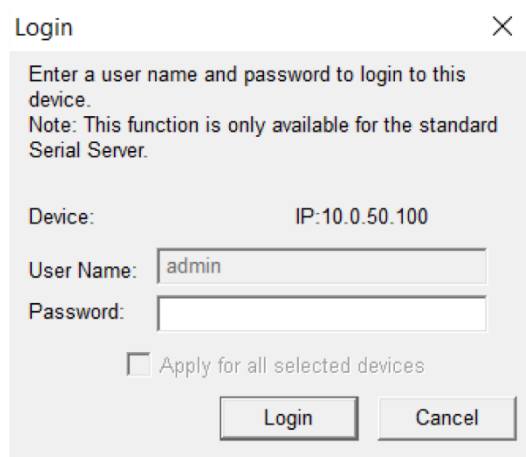 Login
Enter a user name and password to login to this
device.
Note: This function is only available for the standard
Serial Server.
Device: IP:10.0.50.100
User Name: admin
Password:
Apply for all selected devices
Login Cancel